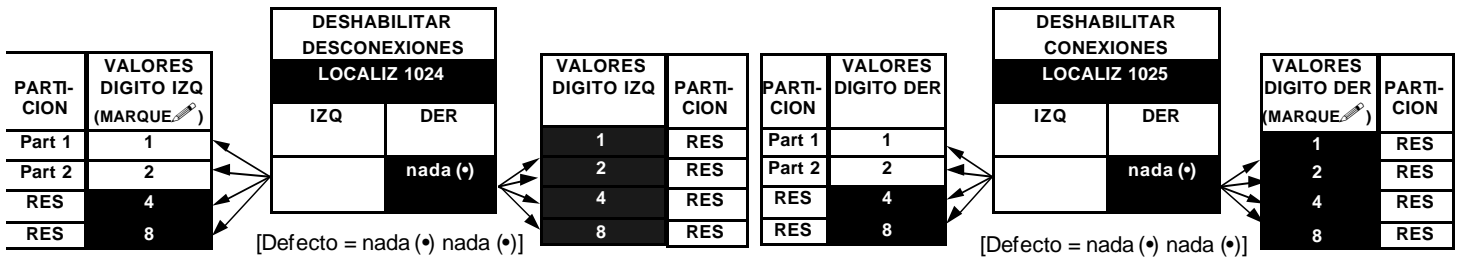 DESHABILITAR
DESCONEXIONES
LOCALIZ 1024
IZQ DER
nada (•)
[Defecto = nada (•) nada (•)]
PARTI-
CION
VALORES
DIGITO IZQ
(MARQUE✎)
Part 1 1
Part 2 2
RES 4
RES 8
VALORES
DIGITO IZQ
PARTI-
CION
1 RES
2 RES
4 RES
8 RES
DESHABILITAR
CONEXIONES
LOCALIZ 1025
IZQ DER
nada (•)
[Defecto = nada (•) nada (•)]
PARTI-
CION
VALORES
DIGITO DER
Part 1 1
Part 2 2
RES 4
RES 8
VALORES
DIGITO DER
(MARQUE✎)
PARTI-
CION
1 RES
2 RES
4 RES
8 RES